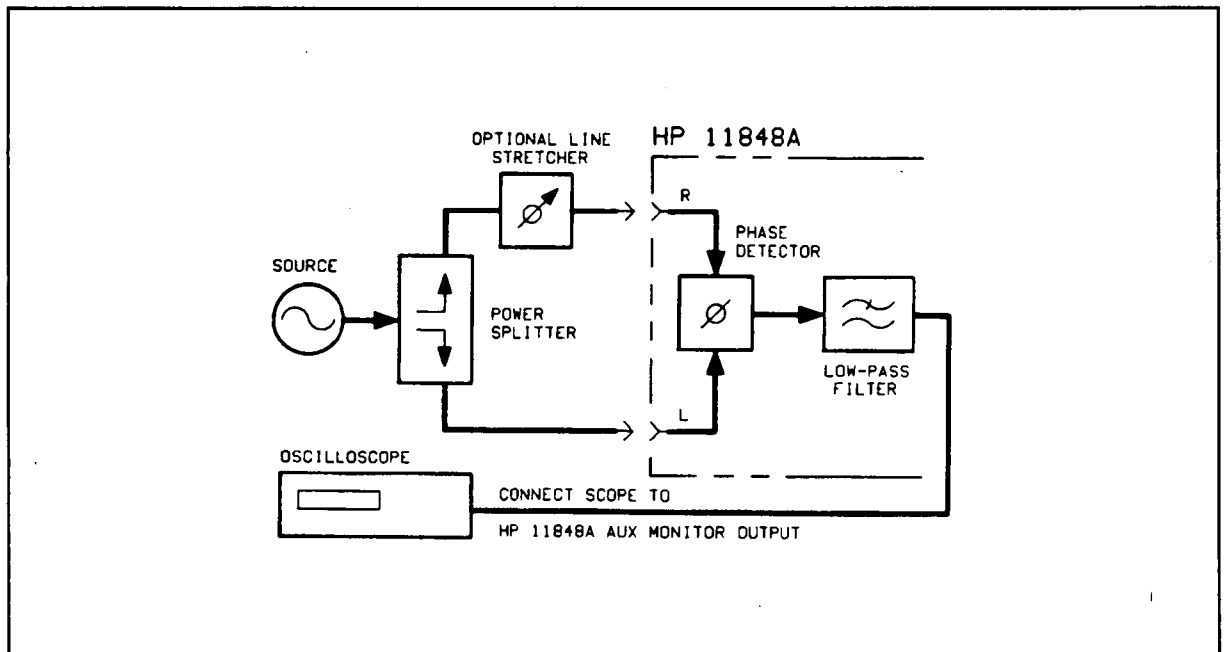 OPTIONAL LINE
STRETCHER
HP 11848A
R
PHASE
DETECTOR
SOURCE
POWER
SPLITTER
LOW-PASS
FILTER
L
OSCILLOSCOPE
CONNECT SCOPE TO
HP 11848A AUX MONITOR OUTPUT